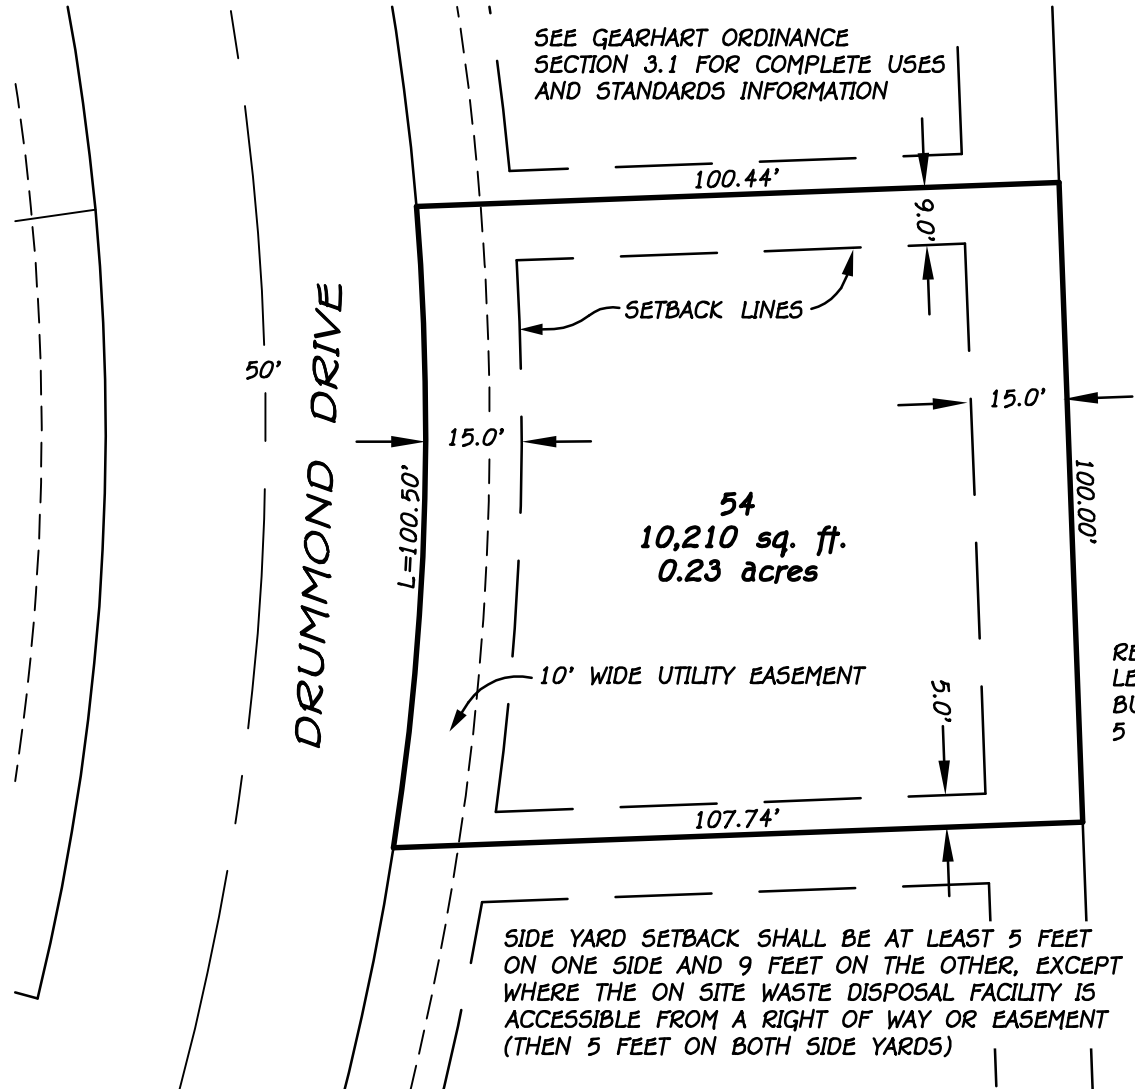 SEE GEARHART ORDINANCE
SECTION 3.1 FOR COMPLETE USES
AND STANDARDS INFORMATION
100.44'
9.0'
SETBACK LINES
50'
DRUMMOND DRIVE
15.0'
15.0'
L=100.50'
100.00'
54
10,210 sq. ft.
0.23 acres
10' WIDE UTILITY EASEMENT
5.0'
RE
LE
BU
5
107.74'
SIDE YARD SETBACK SHALL BE AT LEAST 5 FEET
ON ONE SIDE AND 9 FEET ON THE OTHER, EXCEPT
WHERE THE ON SITE WASTE DISPOSAL FACILITY IS
ACCESSIBLE FROM A RIGHT OF WAY OR EASEMENT
(THEN 5 FEET ON BOTH SIDE YARDS)